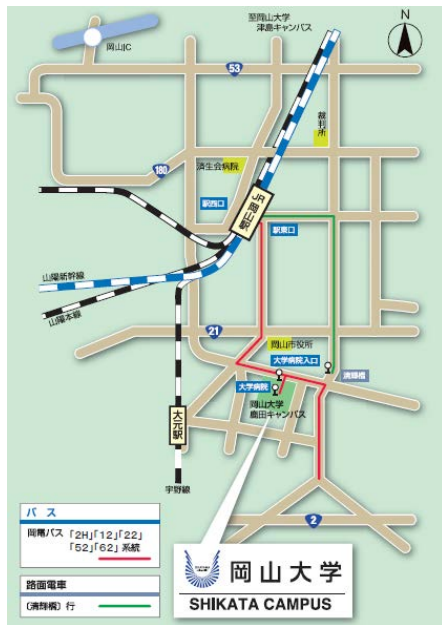 至岡山大学
津島キャンパス
N
岡山IC
53
裁判所
済生会病院
180
駅西口
JR岡山駅
駅東口
山陽新幹線
山陽本線
21
岡山市役所
大学病院入口
清輝橋
大学病院
岡山大学
鹿田キャンパス
大元駅
宇野線
2
バス
岡電バス「2H」「12」「22」
「52」「62」系統
路面電車
〔清輝橋〕行
岡山大学
SHIKATA CAMPUS